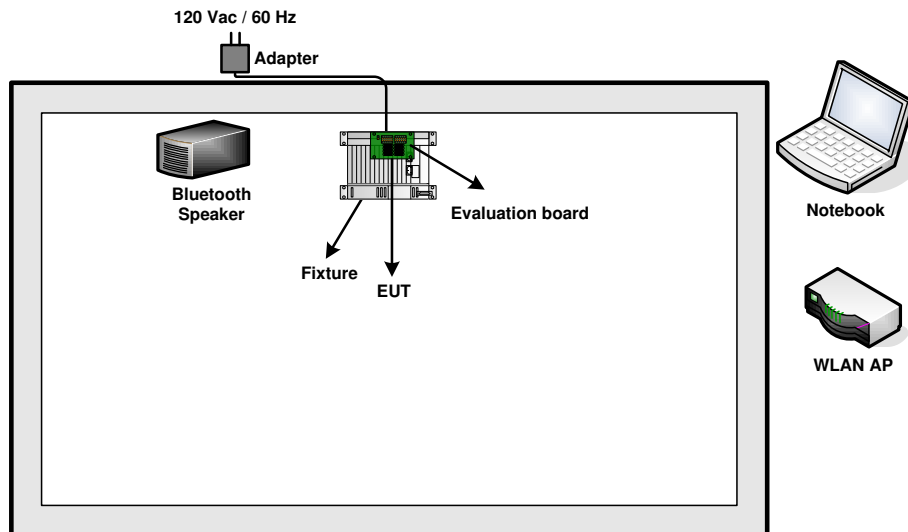 120 Vac / 60 Hz
Adapter
Bluetooth
Speaker
Evaluation board
Notebook
Fixture
EUT
WLAN AP